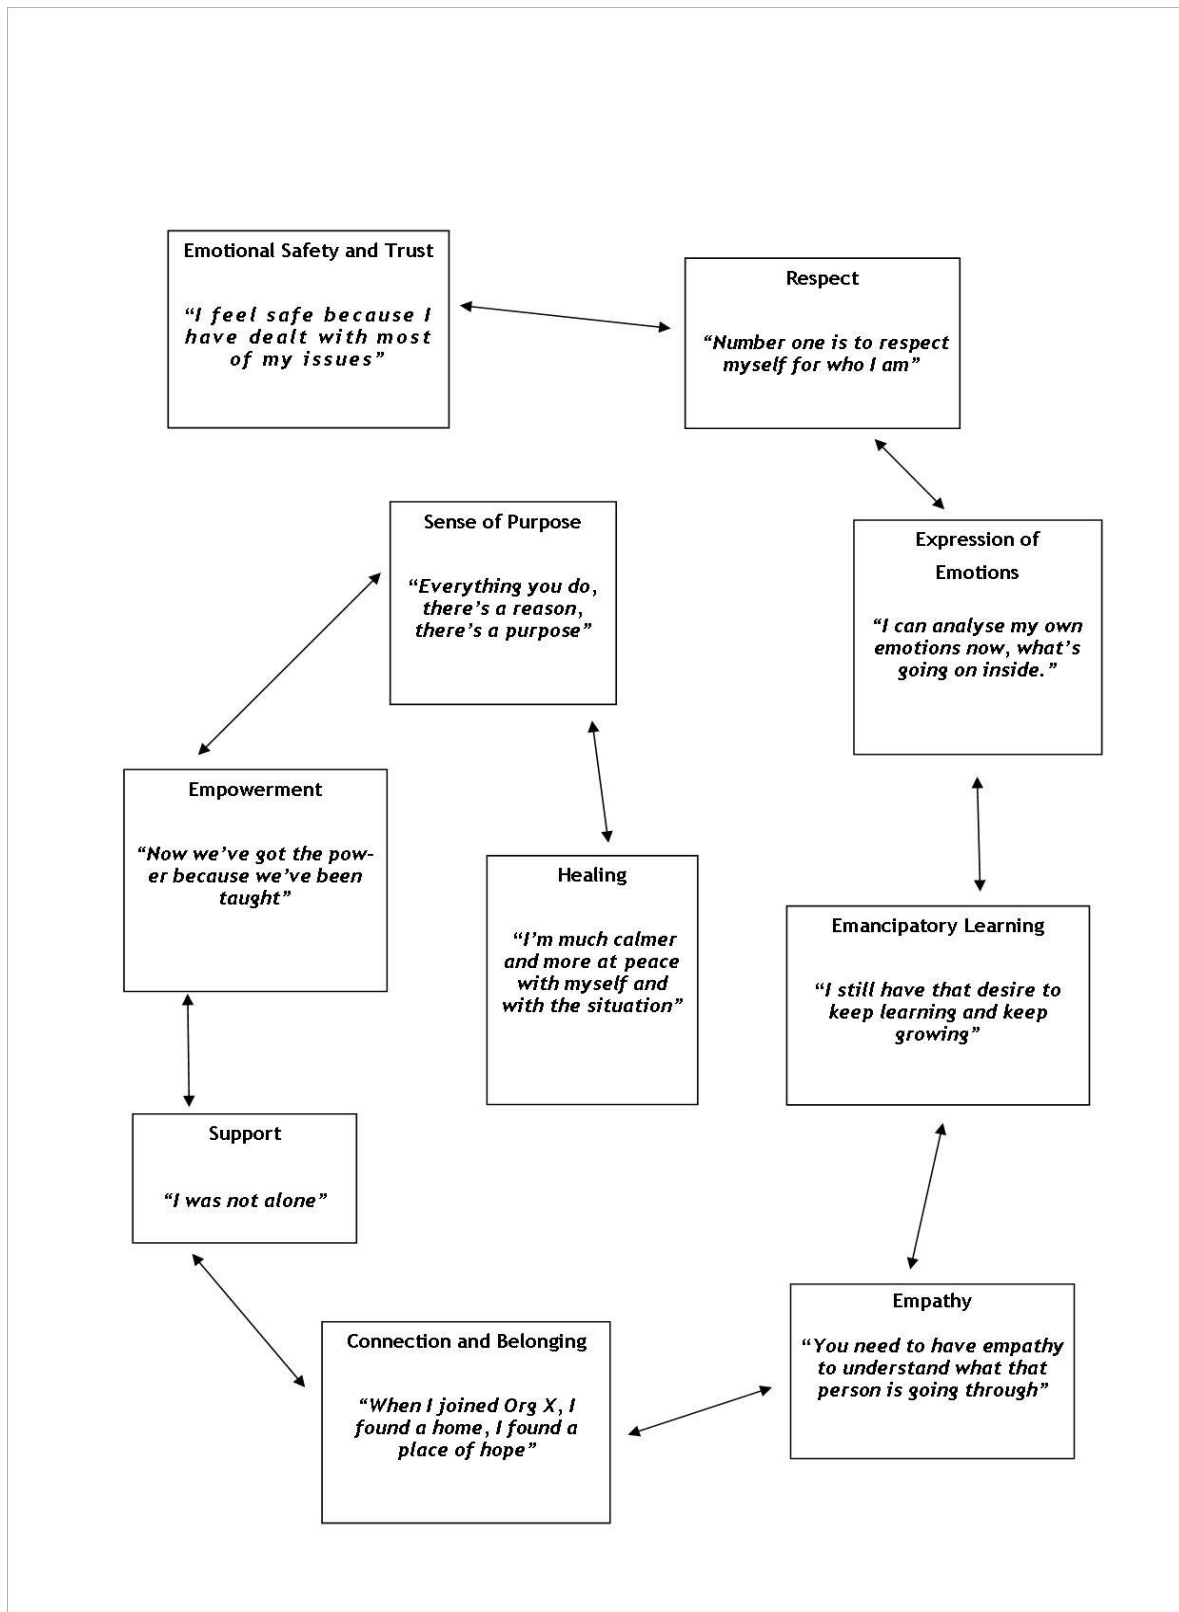 Emotional Safety and Trust
“I feel safe because I
have dealt with most
of my issues”
Respect
“Number one is to respect
myself for who I am”
Expression of
Emotions
“I can analyse my own
emotions now, what’s
going on inside.”
Emancipatory Learning
“I still have that desire to
keep learning and keep
growing”
Empathy
“You need to have empathy
to understand what that
person is going through”
Connection and Belonging
“When I joined Org X, I
found a home, I found a
place of hope”
Support
“I was not alone”
Empowerment
“Now we’ve got the pow-
er because we’ve been
taught”
Sense of Purpose
“Everything you do,
there’s a reason,
there’s a purpose”
Healing
“I’m much calmer
and more at peace
with myself and
with the situation”